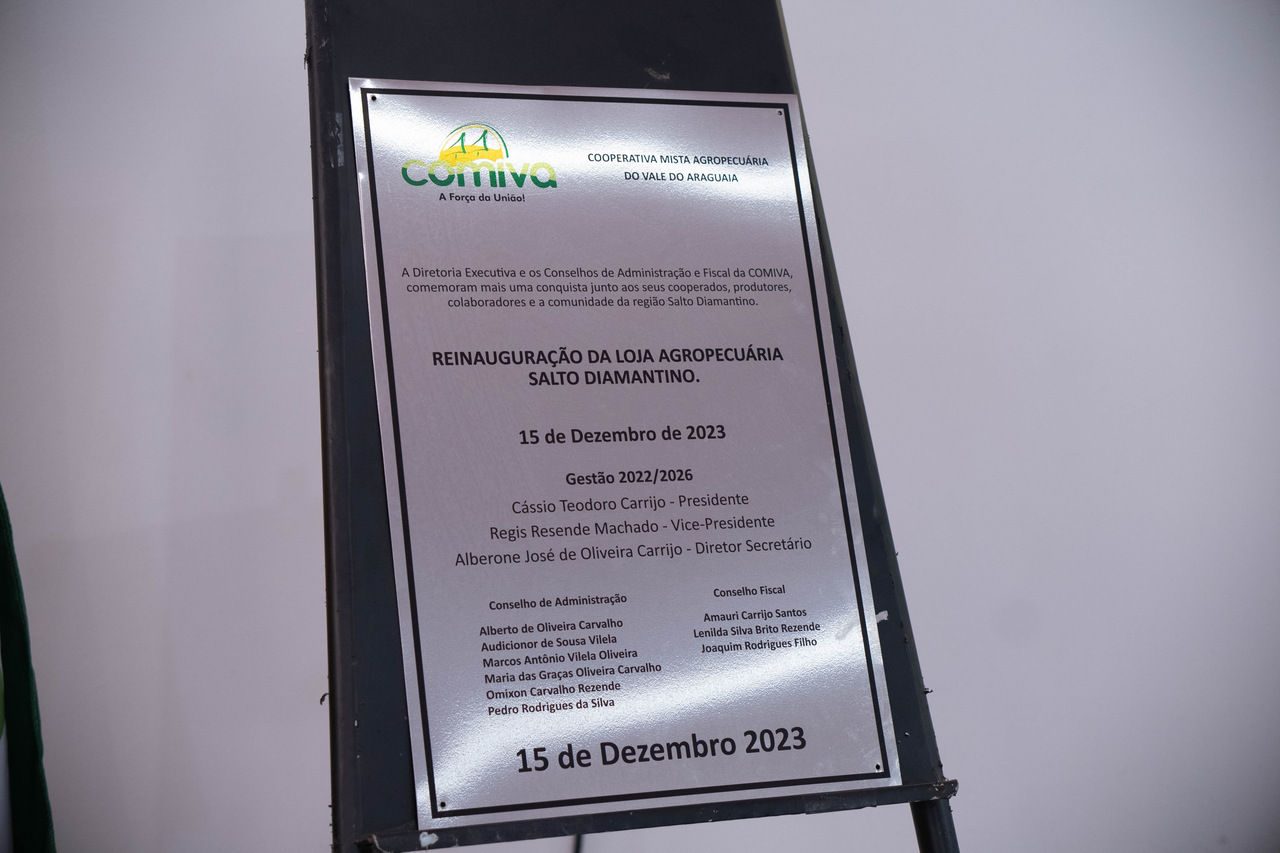 comiva
A Força da União!
COOPERATIVA MISTA AGROPECUÁRIA
DO VALE DO ARAGUAIA
A Diretoria Executiva e os Conselhos de Administração e Fiscal da COMIVA,
comemoram mais uma conquista junto aos seus cooperados, produtores,
colaboradores e a comunidade da região Salto Diamantino.
REINAUGURAÇÃO DA LOJA AGROPECUÁRIA
SALTO DIAMANTINO.
15 de Dezembro de 2023
Gestão 2022/2026
Cássio Teodoro Carrijo - Presidente
Regis Resende Machado - Vice-Presidente
Alberone José de Oliveira Carrijo - Diretor Secretário
Conselho de Administração
Alberto de Oliveira Carvalho
Audicionor de Sousa Vilela
Marcos Antônio Vilela Oliveira
Maria das Graças Oliveira Carvalho
Omixon Carvalho Rezende
Pedro Rodrigues da Silva
Conselho Fiscal
Amauri Carrijo Santos
Lenilda Silva Brito Rezende
Joaquim Rodrigues Filho
15 de Dezembro 2023